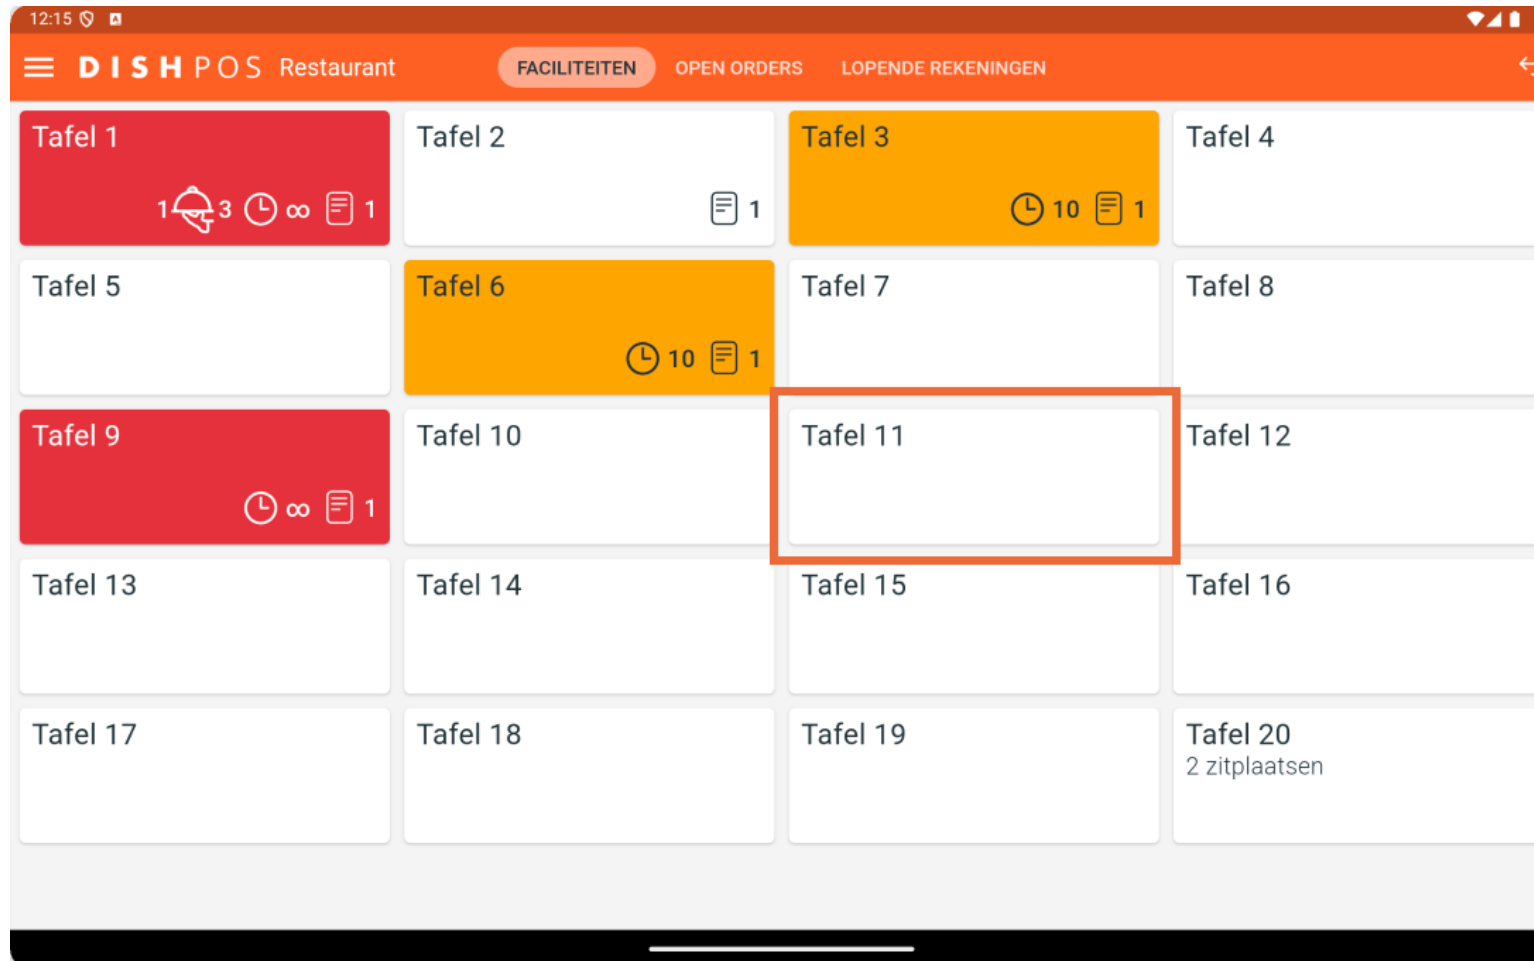 12:15
DISH POS Restaurant FACILITEITEN OPEN ORDERS LOPENDE REKENINGEN
Tafel 1
1 3 ∞ 1
Tafel 2
1
Tafel 3
10 1
Tafel 4
Tafel 5
Tafel 6
10 1
Tafel 7
Tafel 8
Tafel 9
∞ 1
Tafel 10
Tafel 11
Tafel 12
Tafel 13
Tafel 14
Tafel 15
Tafel 16
Tafel 17
Tafel 18
Tafel 19
Tafel 20
2 zitplaatsen